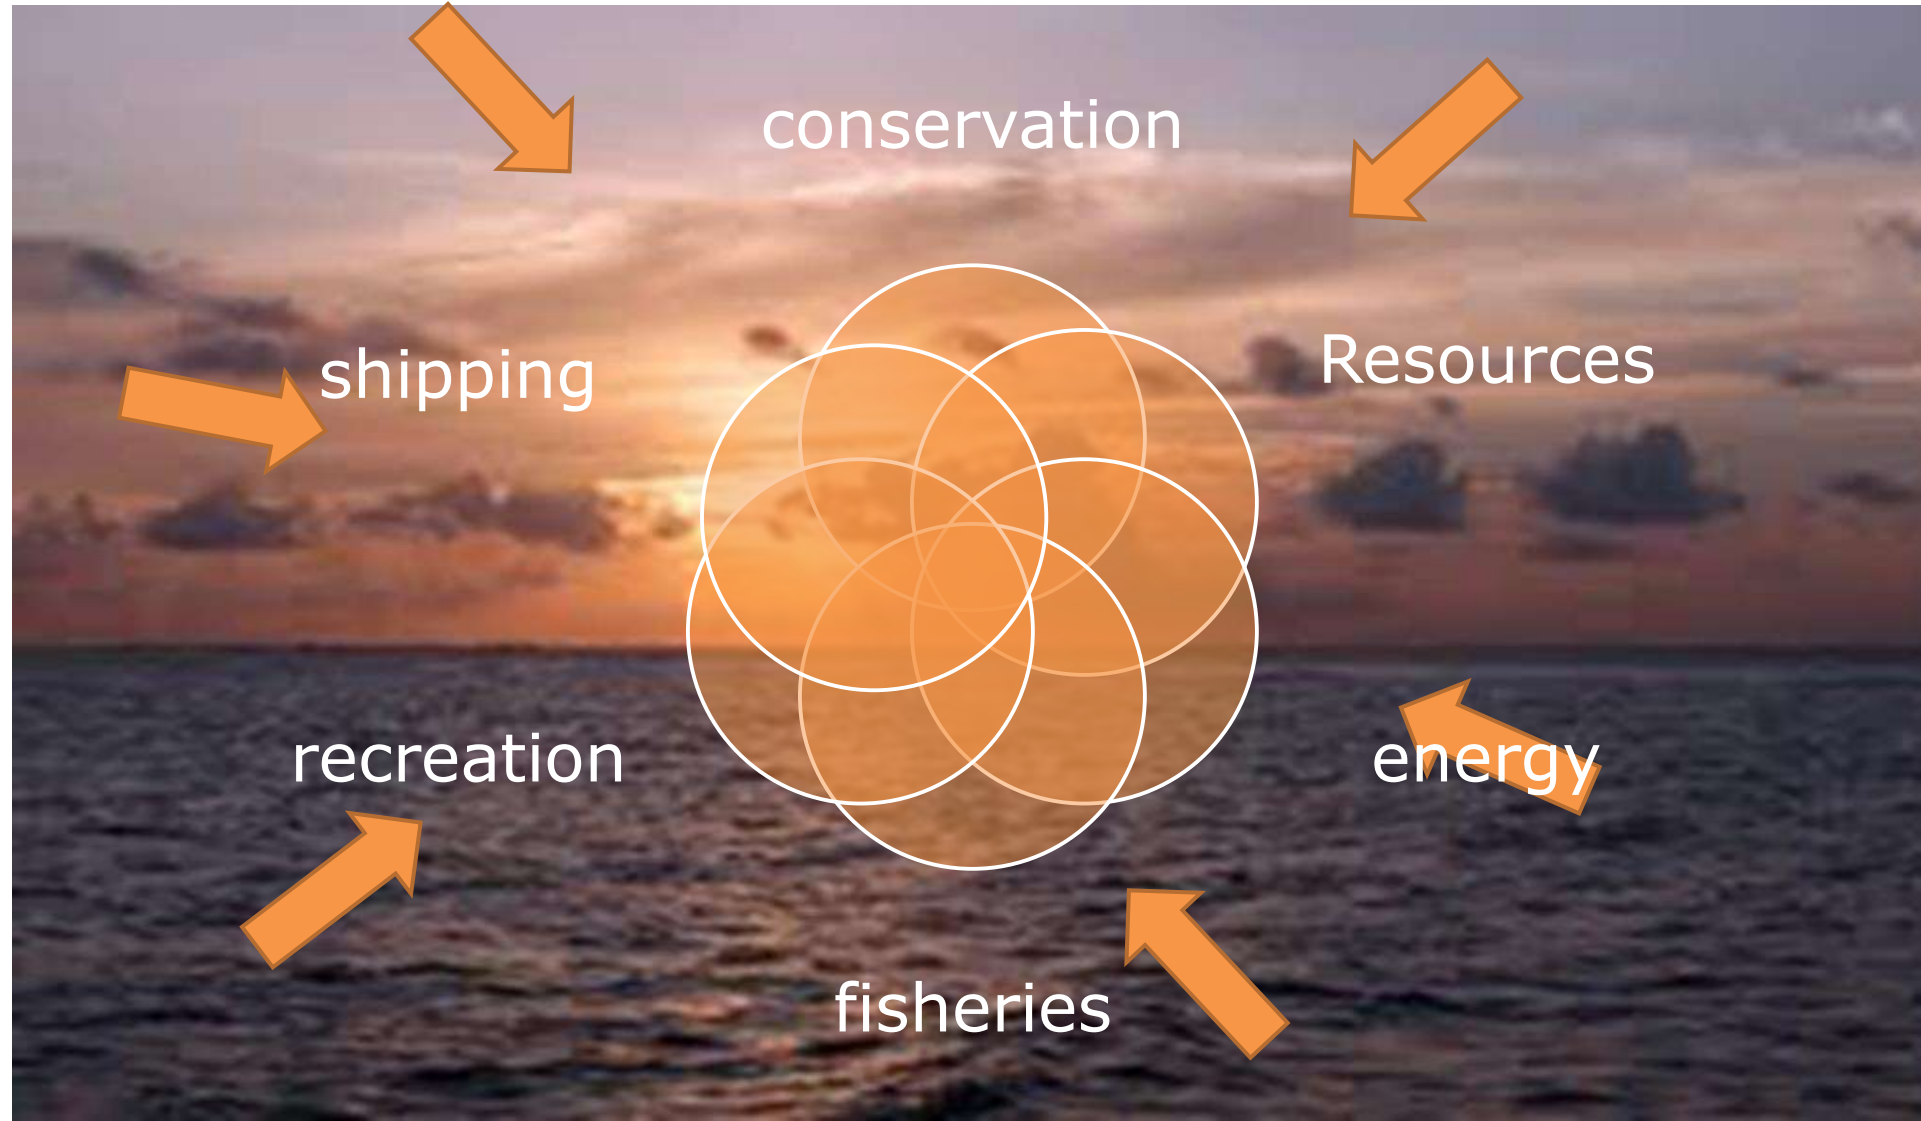 conservation
shipping
Resources
recreation
energy
fisheries